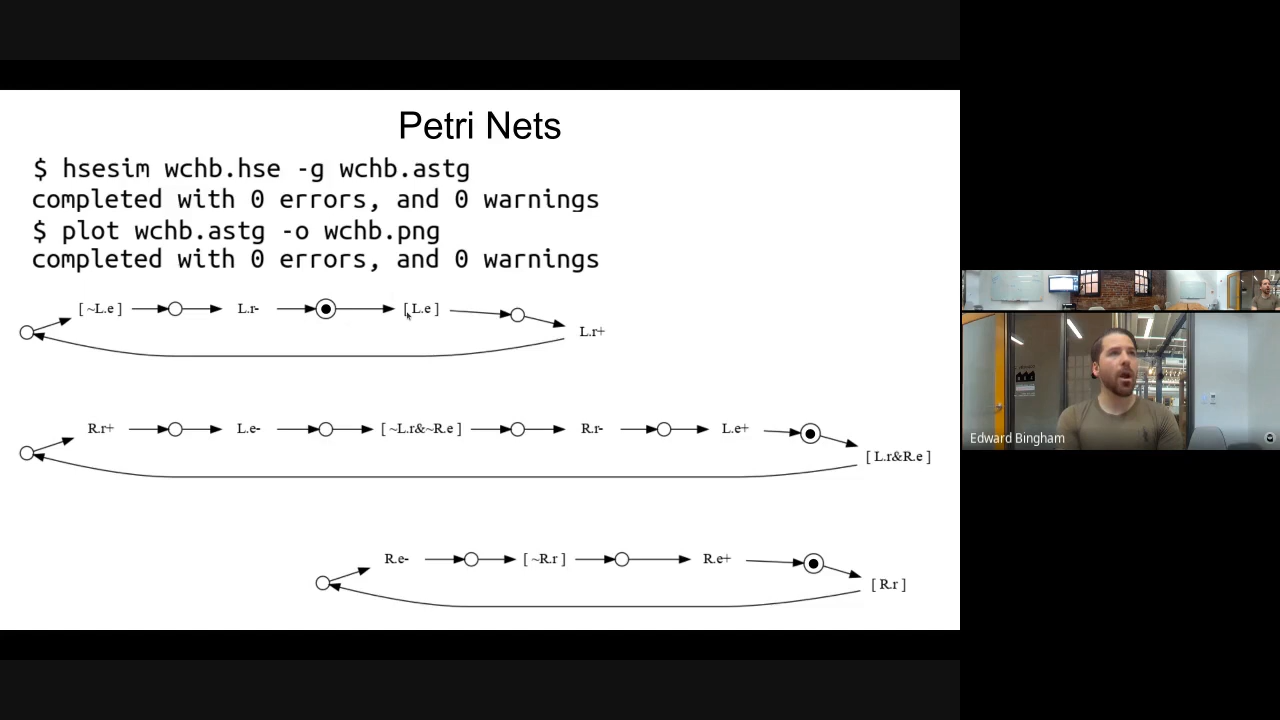 Petri Nets
$ hsesim wchb.hse -g wchb.astg
completed with 0 errors, and 0 warnings
$ plot wchb.astg -o wchb.png
completed with 0 errors, and 0 warnings
[ ~L.e ] L.r- [ L.e ]
L.r+
R.r+ L.e- [ ~L.r&~R.e ] R.r- L.e+
[ L.r&R.e ]
R.e- [ ~R.r ] R.e+
[ R.r ]
Edward Bingham